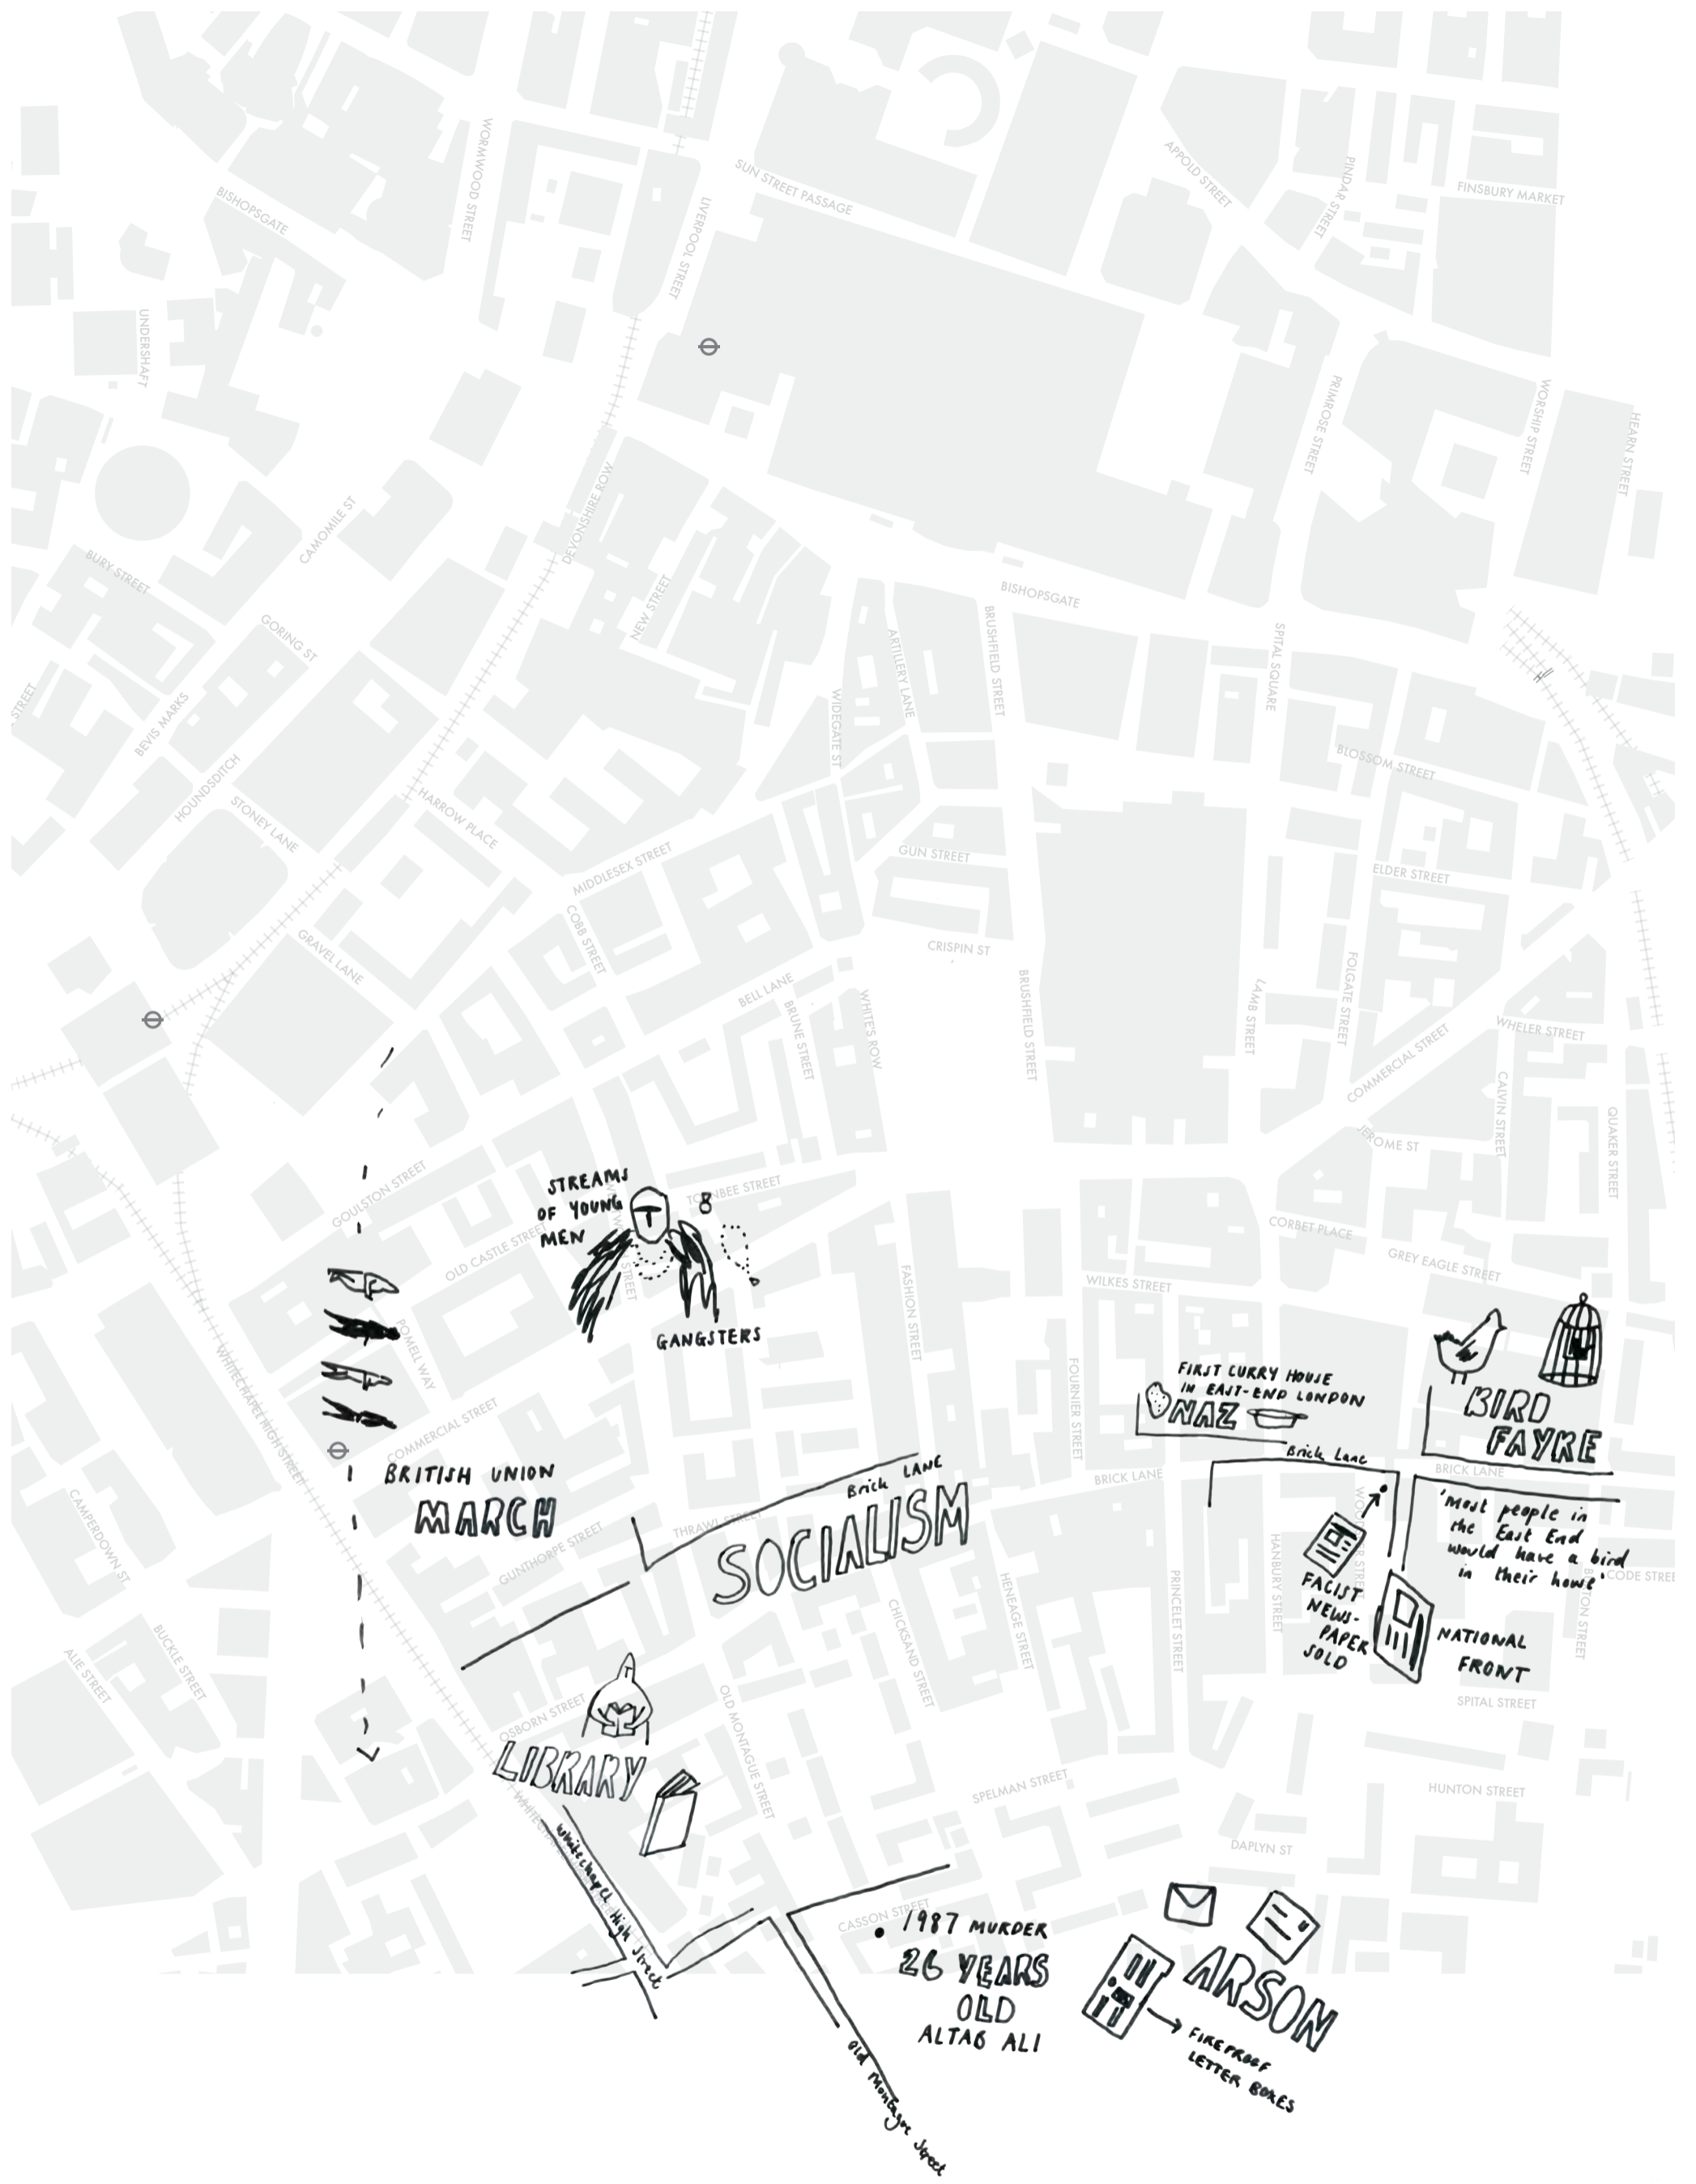 WORMWOOD STREET
SUN STREET PASSAGE
APPOLD STREET
PINDAR STREET
FINSBURY MARKET
BISHOPSGATE
LIVERPOOL STREET
UNDERSHAFT
PRIMROSE STREET
WORSHIP STREET
HEARN STREET
CAMOMILE ST
DEVONSHIRE ROW
BURY STREET
NEW STREET
BISHOPSGATE
GORING ST
ARTILLERY LANE
BRUSHFIELD STREET
SPITAL SQUARE
STREET
BEVIS MARKS
WIDEGATE ST
BLOSSOM STREET
HOUNDSDITCH
STONEY LANE
HARROW PLACE
MIDDLESEX STREET
GUN STREET
ELDER STREET
COBB STREET
GRAVEL LANE
CRISPIN ST
BELL LANE
BRUNE STREET
WHITE'S ROW
BRUSHFIELD STREET
LAMB STREET
FOLGATE STREET
WHELER STREET
COMMERCIAL STREET
CALVIN STREET
QUAKER STREET
JEROME ST
GOULSTON STREET
STREAMS
OF YOUNG
MEN
8
GANGSTERS
OLD CASTLE STREET
STREET
CORBET PLACE
GREY EAGLE STREET
WILKES STREET
FASHION STREET
POMELL WAY
WHITECHAPEL HIGH STREET
COMMERCIAL STREET
FOURNIER STREET
FIRST CURRY HOUSE
IN EAST-END LONDON
NAZ
Brick Lane
BIRD
FAYKE
BRICK LANE
BRITISH UNION
MARCH
Brick LANE
SOCIALISM
THRAWL STREET
BRICK LANE
'Most people in
the East End
would have a bird
in their home'
CAMPERDOWN ST
GUNTHORPE STREET
HENEAGE STREET
CHICKSAND STREET
PRINCELET STREET
HANBURY STREET
FACIST
NEWS-
PAPER
SOLD
NATIONAL
FRONT
SPITAL STREET
ALIE STREET
BUCKLE STREET
OSBORN STREET
OLD MONTAGUE STREET
LIBRARY
SPELMAN STREET
HUNTON STREET
DAPLYN ST
Whitechapel High Street
CASSON STREET
1987 MURDER
26 YEARS
OLD
ALTAB ALI
ARSON
FIREPROOF
LETTER BOXES
Old Montague Street